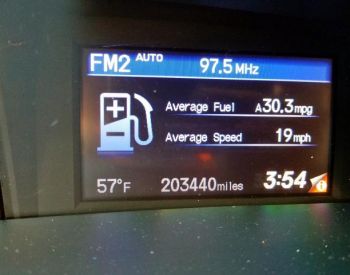 FM2 AUTO 97.5 MHz
Average Fuel A30.3 mpg
Average Speed 19 mph
57°F 203440 miles 3:54 i